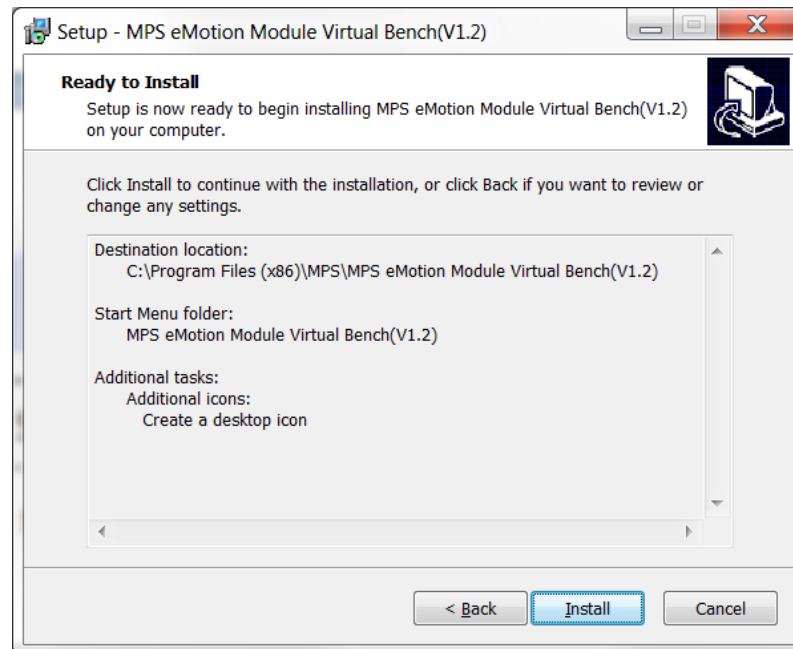 Setup - MPS eMotion Module Virtual Bench(V1.2)
Ready to Install
Setup is now ready to begin installing MPS eMotion Module Virtual Bench(V1.2)
on your computer.
Click Install to continue with the installation, or click Back if you want to review or
change any settings.
Destination location:
C:\Program Files (x86)\MPS\MPS eMotion Module Virtual Bench(V1.2)
Start Menu folder:
MPS eMotion Module Virtual Bench(V1.2)
Additional tasks:
Additional icons:
Create a desktop icon
< Back
Install
Cancel